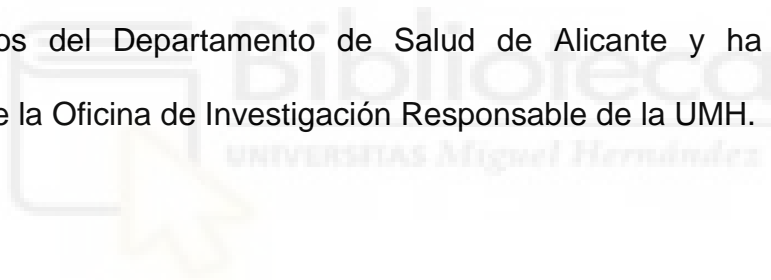 os del Departamento de Salud de Alicante y ha
e la Oficina de Investigación Responsable de la UMH.
Biblioteca
UNIVERSITAS Miguel Hernández